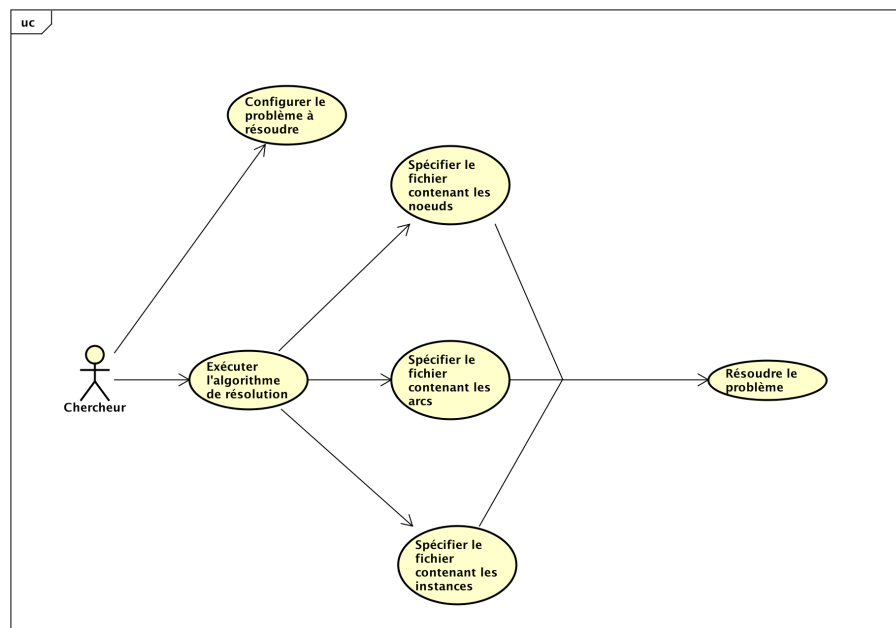 uc
Configurer le
problème à
résoudre
Spécifier le
fichier
contenant les
noeuds
Exécuter
l'algorithme
de résolution
Spécifier le
fichier
contenant les
arcs
Résoudre le
problème
Chercheur
Spécifier le
fichier
contenant les
instances